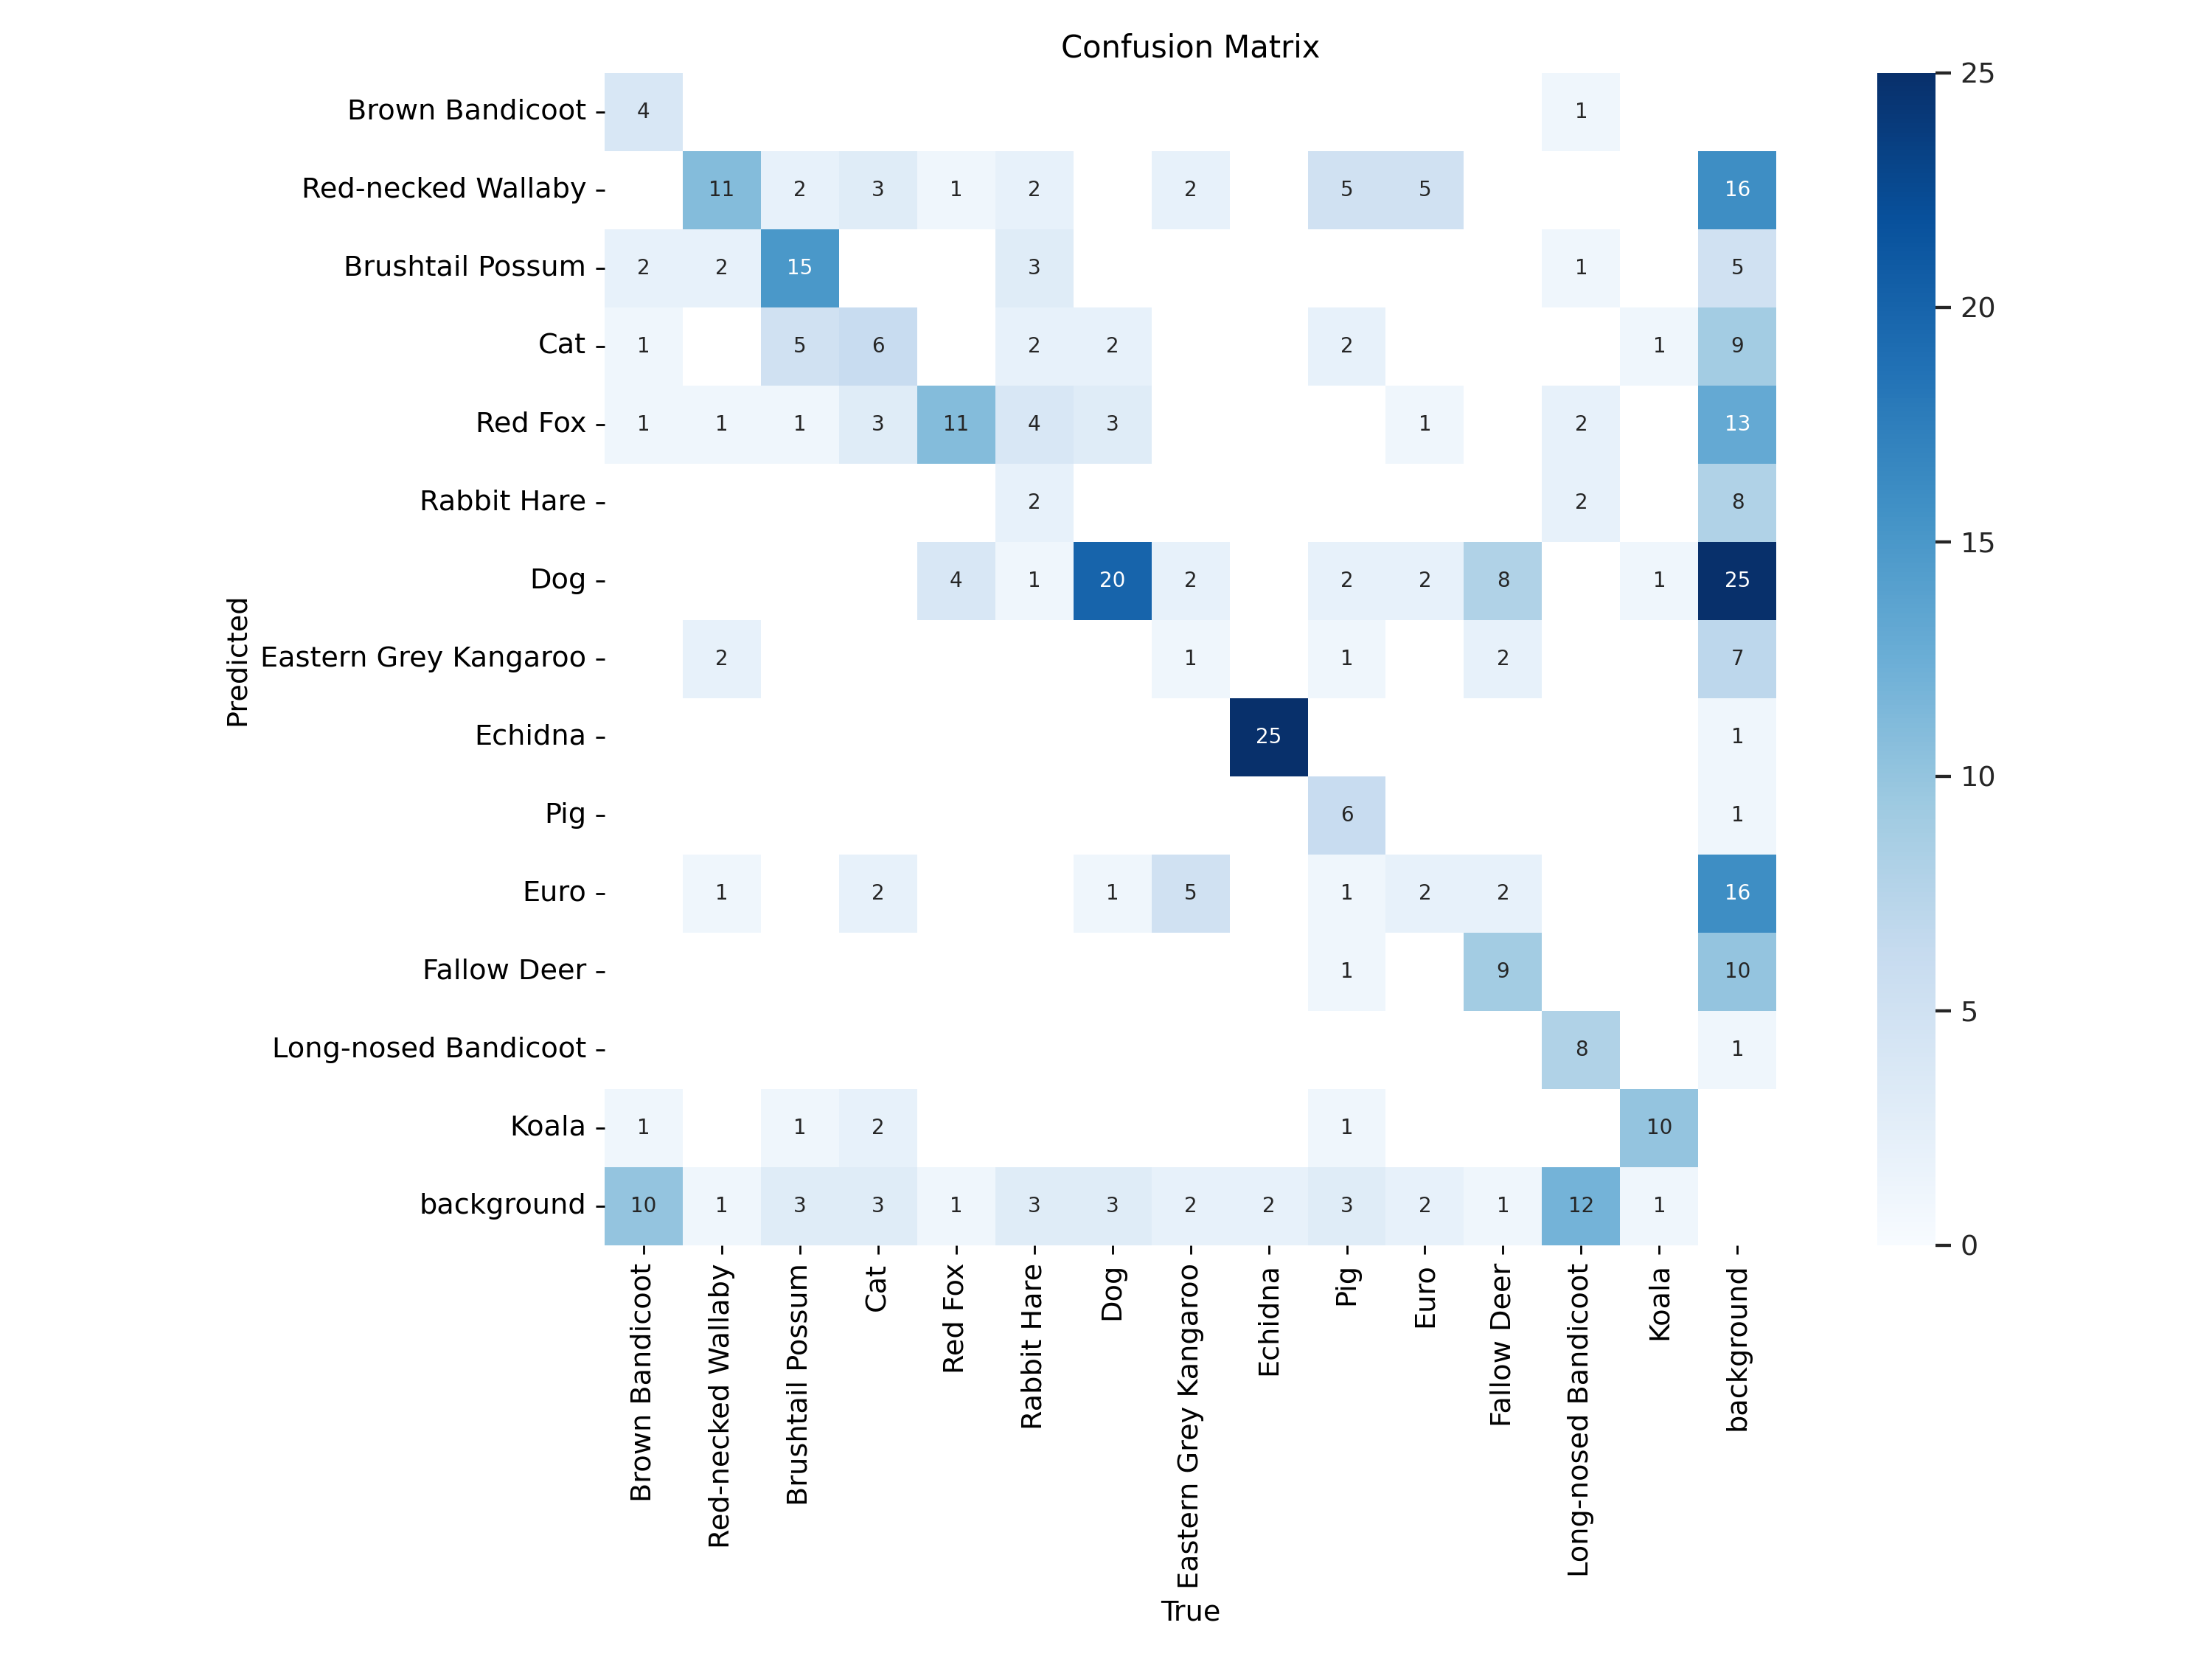 Confusion Matrix
Brown Bandicoot 4 1
Red-necked Wallaby 11 2 3 1 2 2 5 5 16
Brushtail Possum 2 2 15 3 1 5
Cat 1 5 6 2 2 2 1 9
Red Fox 1 1 1 3 11 4 3 1 2 13
Rabbit Hare 2 2 8
Dog 4 1 20 2 2 2 8 1 25
Eastern Grey Kangaroo 2 1 1 2 7
Echidna 25 1
Pig 6 1
Euro 1 2 1 5 1 2 2 16
Fallow Deer 1 9 10
Long-nosed Bandicoot 8 1
Koala 1 1 2 1 10
background 10 1 3 3 1 3 3 2 2 3 2 1 12 1
Predicted
Brown Bandicoot
Red-necked Wallaby
Brushtail Possum
Cat
Red Fox
Rabbit Hare
Dog
Eastern Grey Kangaroo
Echidna
Pig
Euro
Fallow Deer
Long-nosed Bandicoot
Koala
background
True
25
20
15
10
5
0